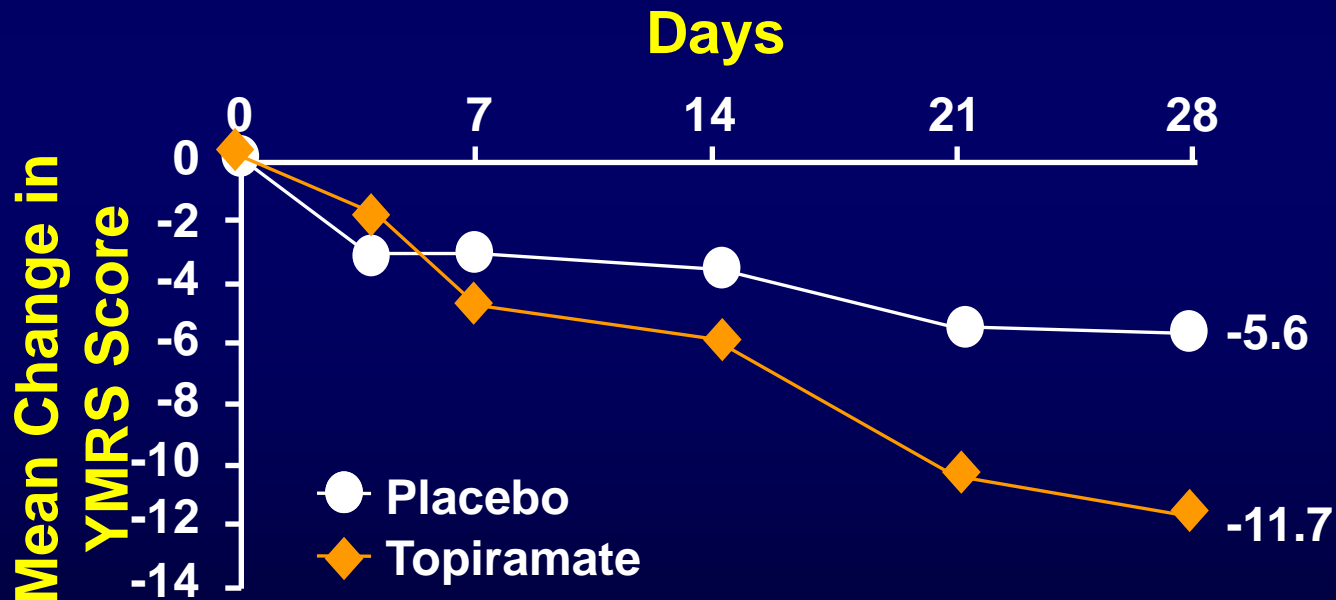 Days
0 7 14 21 28
Mean Change in
YMRS Score
0
-2
-4
-6
-8
-10
-12
-14
-5.6
-11.7
Placebo
Topiramate